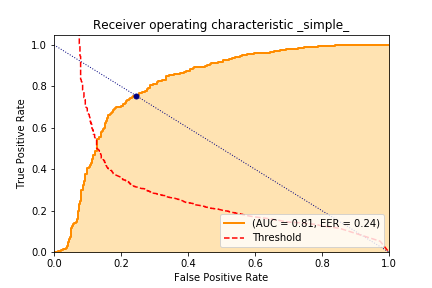 Receiver operating characteristic _simple_
1.0
0.8
0.6
0.4
0.2
0.0
True Positive Rate
(AUC = 0.81, EER = 0.24)
Threshold
0.0 0.2 0.4 0.6 0.8 1.0
False Positive Rate